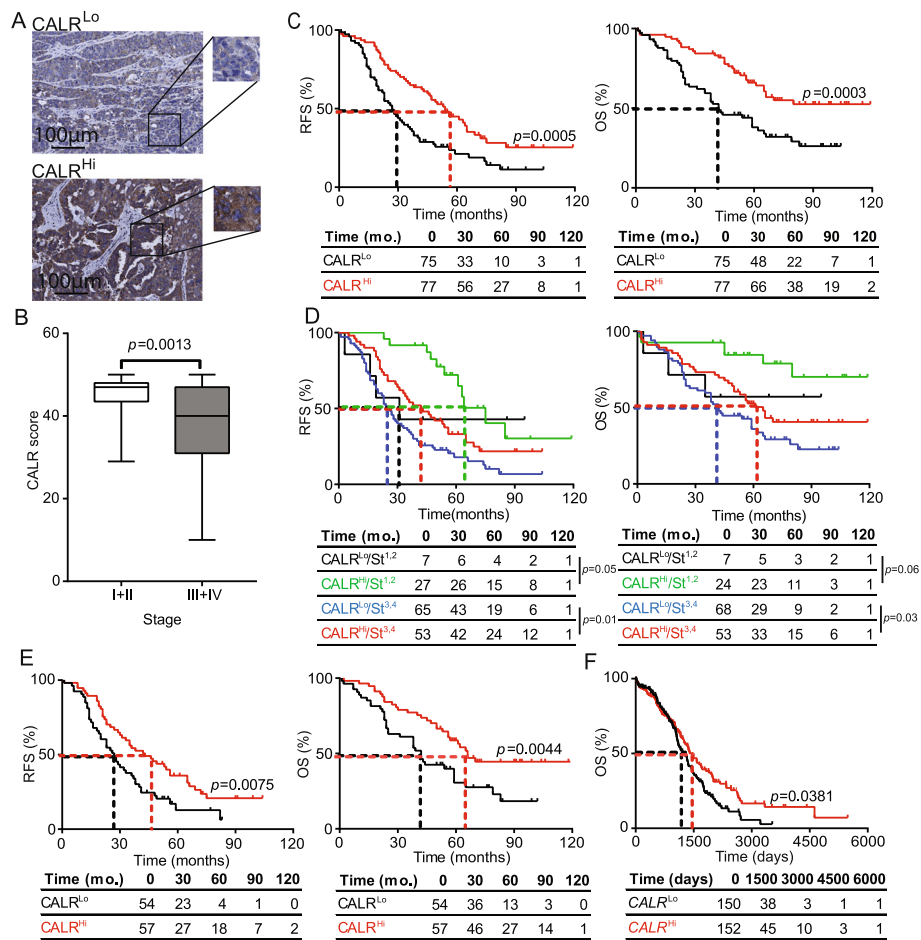 A
CALR^Lo
100µm
CALR^Hi
100µm
B
p=0.0013
60
40
20
0
CALR score
I+II III+IV
Stage
C
100
50
0
RFS (%)
p=0.0005
0 30 60 90 120
Time (months)
Time (mo.) 0 30 60 90 120
CALR^Lo 75 33 10 3 1
CALR^Hi 77 56 27 8 1
100
50
0
OS (%)
p=0.0003
0 30 60 90 120
Time (months)
Time (mo.) 0 30 60 90 120
CALR^Lo 75 48 22 7 1
CALR^Hi 77 66 38 19 2
D
100
50
0
RFS (%)
0 30 60 90 120
Time(months)
Time (mo.) 0 30 60 90 120
CALR^Lo/St^1,2 7 6 4 2 1
CALR^Hi/St^1,2 27 26 15 8 1
p=0.05
CALR^Lo/St^3,4 65 43 19 6 1
CALR^Hi/St^3,4 53 42 24 12 1
p=0.01
100
50
0
OS (%)
0 30 60 90 120
Time (months)
Time (mo.) 0 30 60 90 120
CALR^Lo/St^1,2 7 5 3 2 1
CALR^Hi/St^1,2 24 23 11 3 1
p=0.06
CALR^Lo/St^3,4 68 29 9 2 1
CALR^Hi/St^3,4 53 33 15 6 1
p=0.03
E
100
50
0
RFS (%)
p=0.0075
0 30 60 90 120
Time (months)
Time (mo.) 0 30 60 90 120
CALR^Lo 54 23 4 1 0
CALR^Hi 57 27 18 7 2
100
50
0
OS (%)
p=0.0044
0 30 60 90 120
Time (months)
Time (mo.) 0 30 60 90 120
CALR^Lo 54 36 13 3 0
CALR^Hi 57 46 27 14 1
F
100
50
0
OS (%)
p=0.0381
0 1500 3000 4500 6000
Time (days)
Time (days) 0 1500 3000 4500 6000
CALR^Lo 150 38 3 1 1
CALR^Hi 152 45 10 3 1